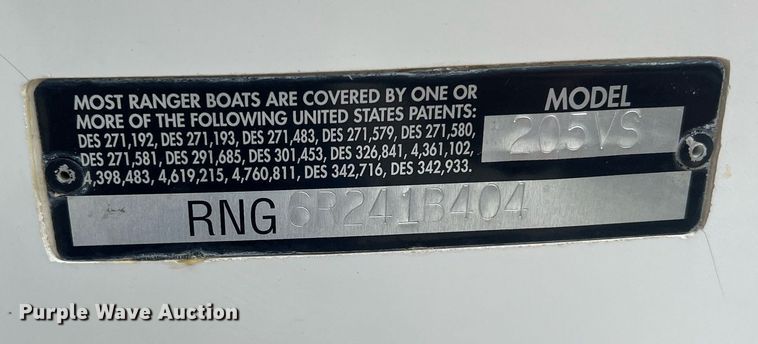 MOST RANGER BOATS ARE COVERED BY ONE OR
MORE OF THE FOLLOWING UNITED STATES PATENTS:
DES 271,192, DES 271,193, DES 271,483, DES 271,579, DES 271,580,
DES 271,581, DES 291,685, DES 301,453, DES 326,841, 4,361,102,
4,398,483, 4,619,215, 4,760,811, DES 342,716, DES 342,933.
MODEL
205VS
RNG6R241B404
Purple Wave Auction